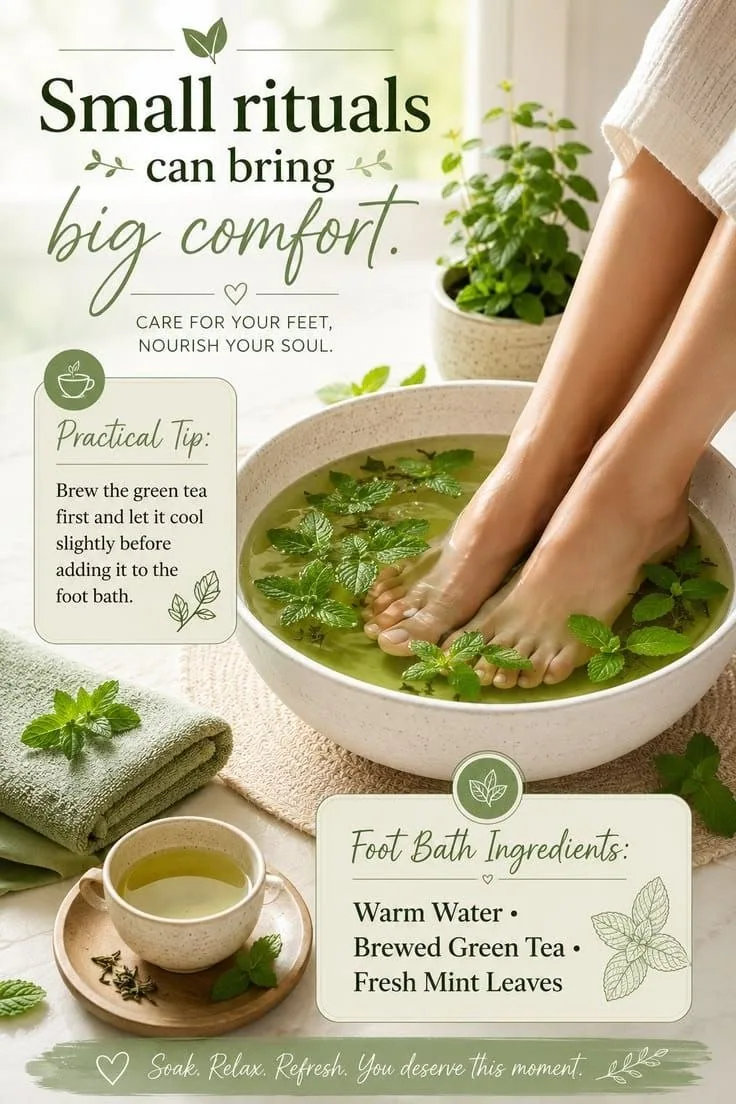 Small rituals
can bring
big comfort.
CARE FOR YOUR FEET,
NOURISH YOUR SOUL.
Practical Tip:
Brew the green tea
first and let it cool
slightly before
adding it to the
foot bath.
Foot Bath Ingredients:
Warm Water •
Brewed Green Tea •
Fresh Mint Leaves
Soak. Relax. Refresh. You deserve this moment.